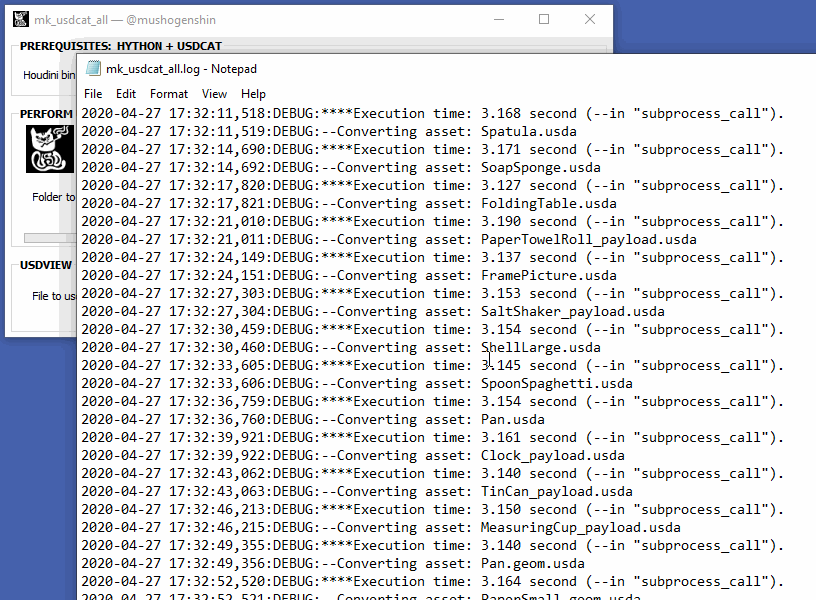 mk_usdcat_all — @mushogenshin
PREREQUISITES: HYTHON + USDCAT
Houdini bin
PERFORM
USD
Folder to
USDVIEW
File to us
mk_usdcat_all.log - Notepad
File Edit Format View Help
2020-04-27 17:32:11,518:DEBUG:****Execution time: 3.168 second (--in "subprocess_call").
2020-04-27 17:32:11,519:DEBUG:--Converting asset: Spatula.usda
2020-04-27 17:32:14,690:DEBUG:****Execution time: 3.171 second (--in "subprocess_call").
2020-04-27 17:32:14,692:DEBUG:--Converting asset: SoapSponge.usda
2020-04-27 17:32:17,820:DEBUG:****Execution time: 3.127 second (--in "subprocess_call").
2020-04-27 17:32:17,821:DEBUG:--Converting asset: FoldingTable.usda
2020-04-27 17:32:21,010:DEBUG:****Execution time: 3.190 second (--in "subprocess_call").
2020-04-27 17:32:21,011:DEBUG:--Converting asset: PaperTowelRoll_payload.usda
2020-04-27 17:32:24,149:DEBUG:****Execution time: 3.137 second (--in "subprocess_call").
2020-04-27 17:32:24,151:DEBUG:--Converting asset: FramePicture.usda
2020-04-27 17:32:27,303:DEBUG:****Execution time: 3.153 second (--in "subprocess_call").
2020-04-27 17:32:27,304:DEBUG:--Converting asset: SaltShaker_payload.usda
2020-04-27 17:32:30,459:DEBUG:****Execution time: 3.154 second (--in "subprocess_call").
2020-04-27 17:32:30,460:DEBUG:--Converting asset: ShellLarge.usda
2020-04-27 17:32:33,605:DEBUG:****Execution time: 3.145 second (--in "subprocess_call").
2020-04-27 17:32:33,606:DEBUG:--Converting asset: SpoonSpaghetti.usda
2020-04-27 17:32:36,759:DEBUG:****Execution time: 3.154 second (--in "subprocess_call").
2020-04-27 17:32:36,760:DEBUG:--Converting asset: Pan.usda
2020-04-27 17:32:39,921:DEBUG:****Execution time: 3.161 second (--in "subprocess_call").
2020-04-27 17:32:39,922:DEBUG:--Converting asset: Clock_payload.usda
2020-04-27 17:32:43,062:DEBUG:****Execution time: 3.140 second (--in "subprocess_call").
2020-04-27 17:32:43,063:DEBUG:--Converting asset: TinCan_payload.usda
2020-04-27 17:32:46,213:DEBUG:****Execution time: 3.150 second (--in "subprocess_call").
2020-04-27 17:32:46,215:DEBUG:--Converting asset: MeasuringCup_payload.usda
2020-04-27 17:32:49,355:DEBUG:****Execution time: 3.140 second (--in "subprocess_call").
2020-04-27 17:32:49,356:DEBUG:--Converting asset: Pan.geom.usda
2020-04-27 17:32:52,520:DEBUG:****Execution time: 3.164 second (--in "subprocess_call").
2020-04-27 17:32:52,521:DEBUG:--Converting asset: PaperSmall.geom.usda